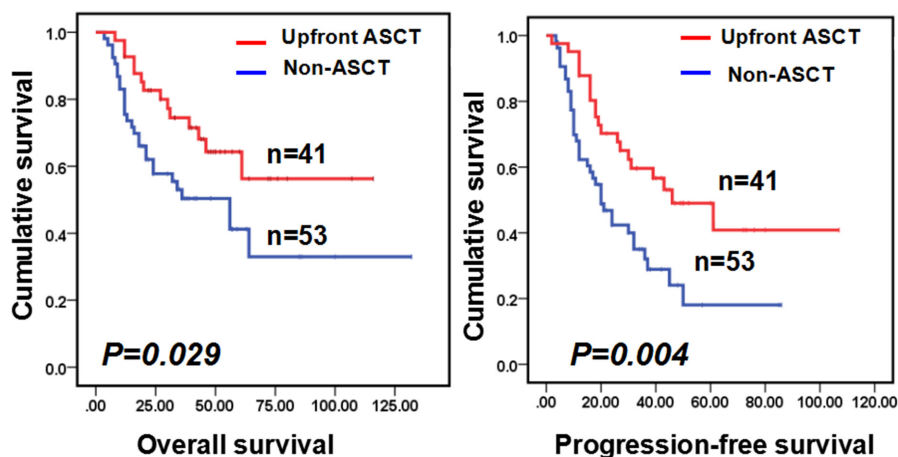 Cumulative survival
1.0
0.8
0.6
0.4
0.2
0.0
Upfront ASCT
Non-ASCT
n=41
n=53
P=0.029
.00 25.00 50.00 75.00 100.00 125.00
Overall survival
Cumulative survival
1.0
0.8
0.6
0.4
0.2
0.0
Upfront ASCT
Non-ASCT
n=41
n=53
P=0.004
.00 20.00 40.00 60.00 80.00 100.00 120.00
Progression-free survival